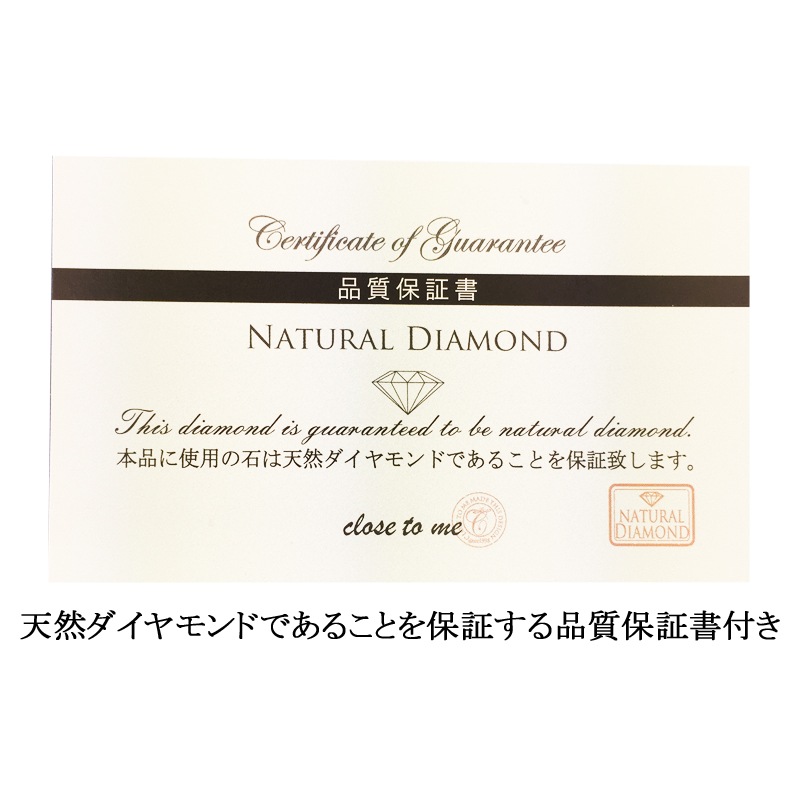 Certificate of Guarantee
品質保証書
NATURAL DIAMOND
This diamond is guaranteed to be natural diamond.
本品に使用の石は天然ダイヤモンドであることを保証致します。
close to me
NATURAL
DIAMOND
天然ダイヤモンドであることを保証する品質保証書付き